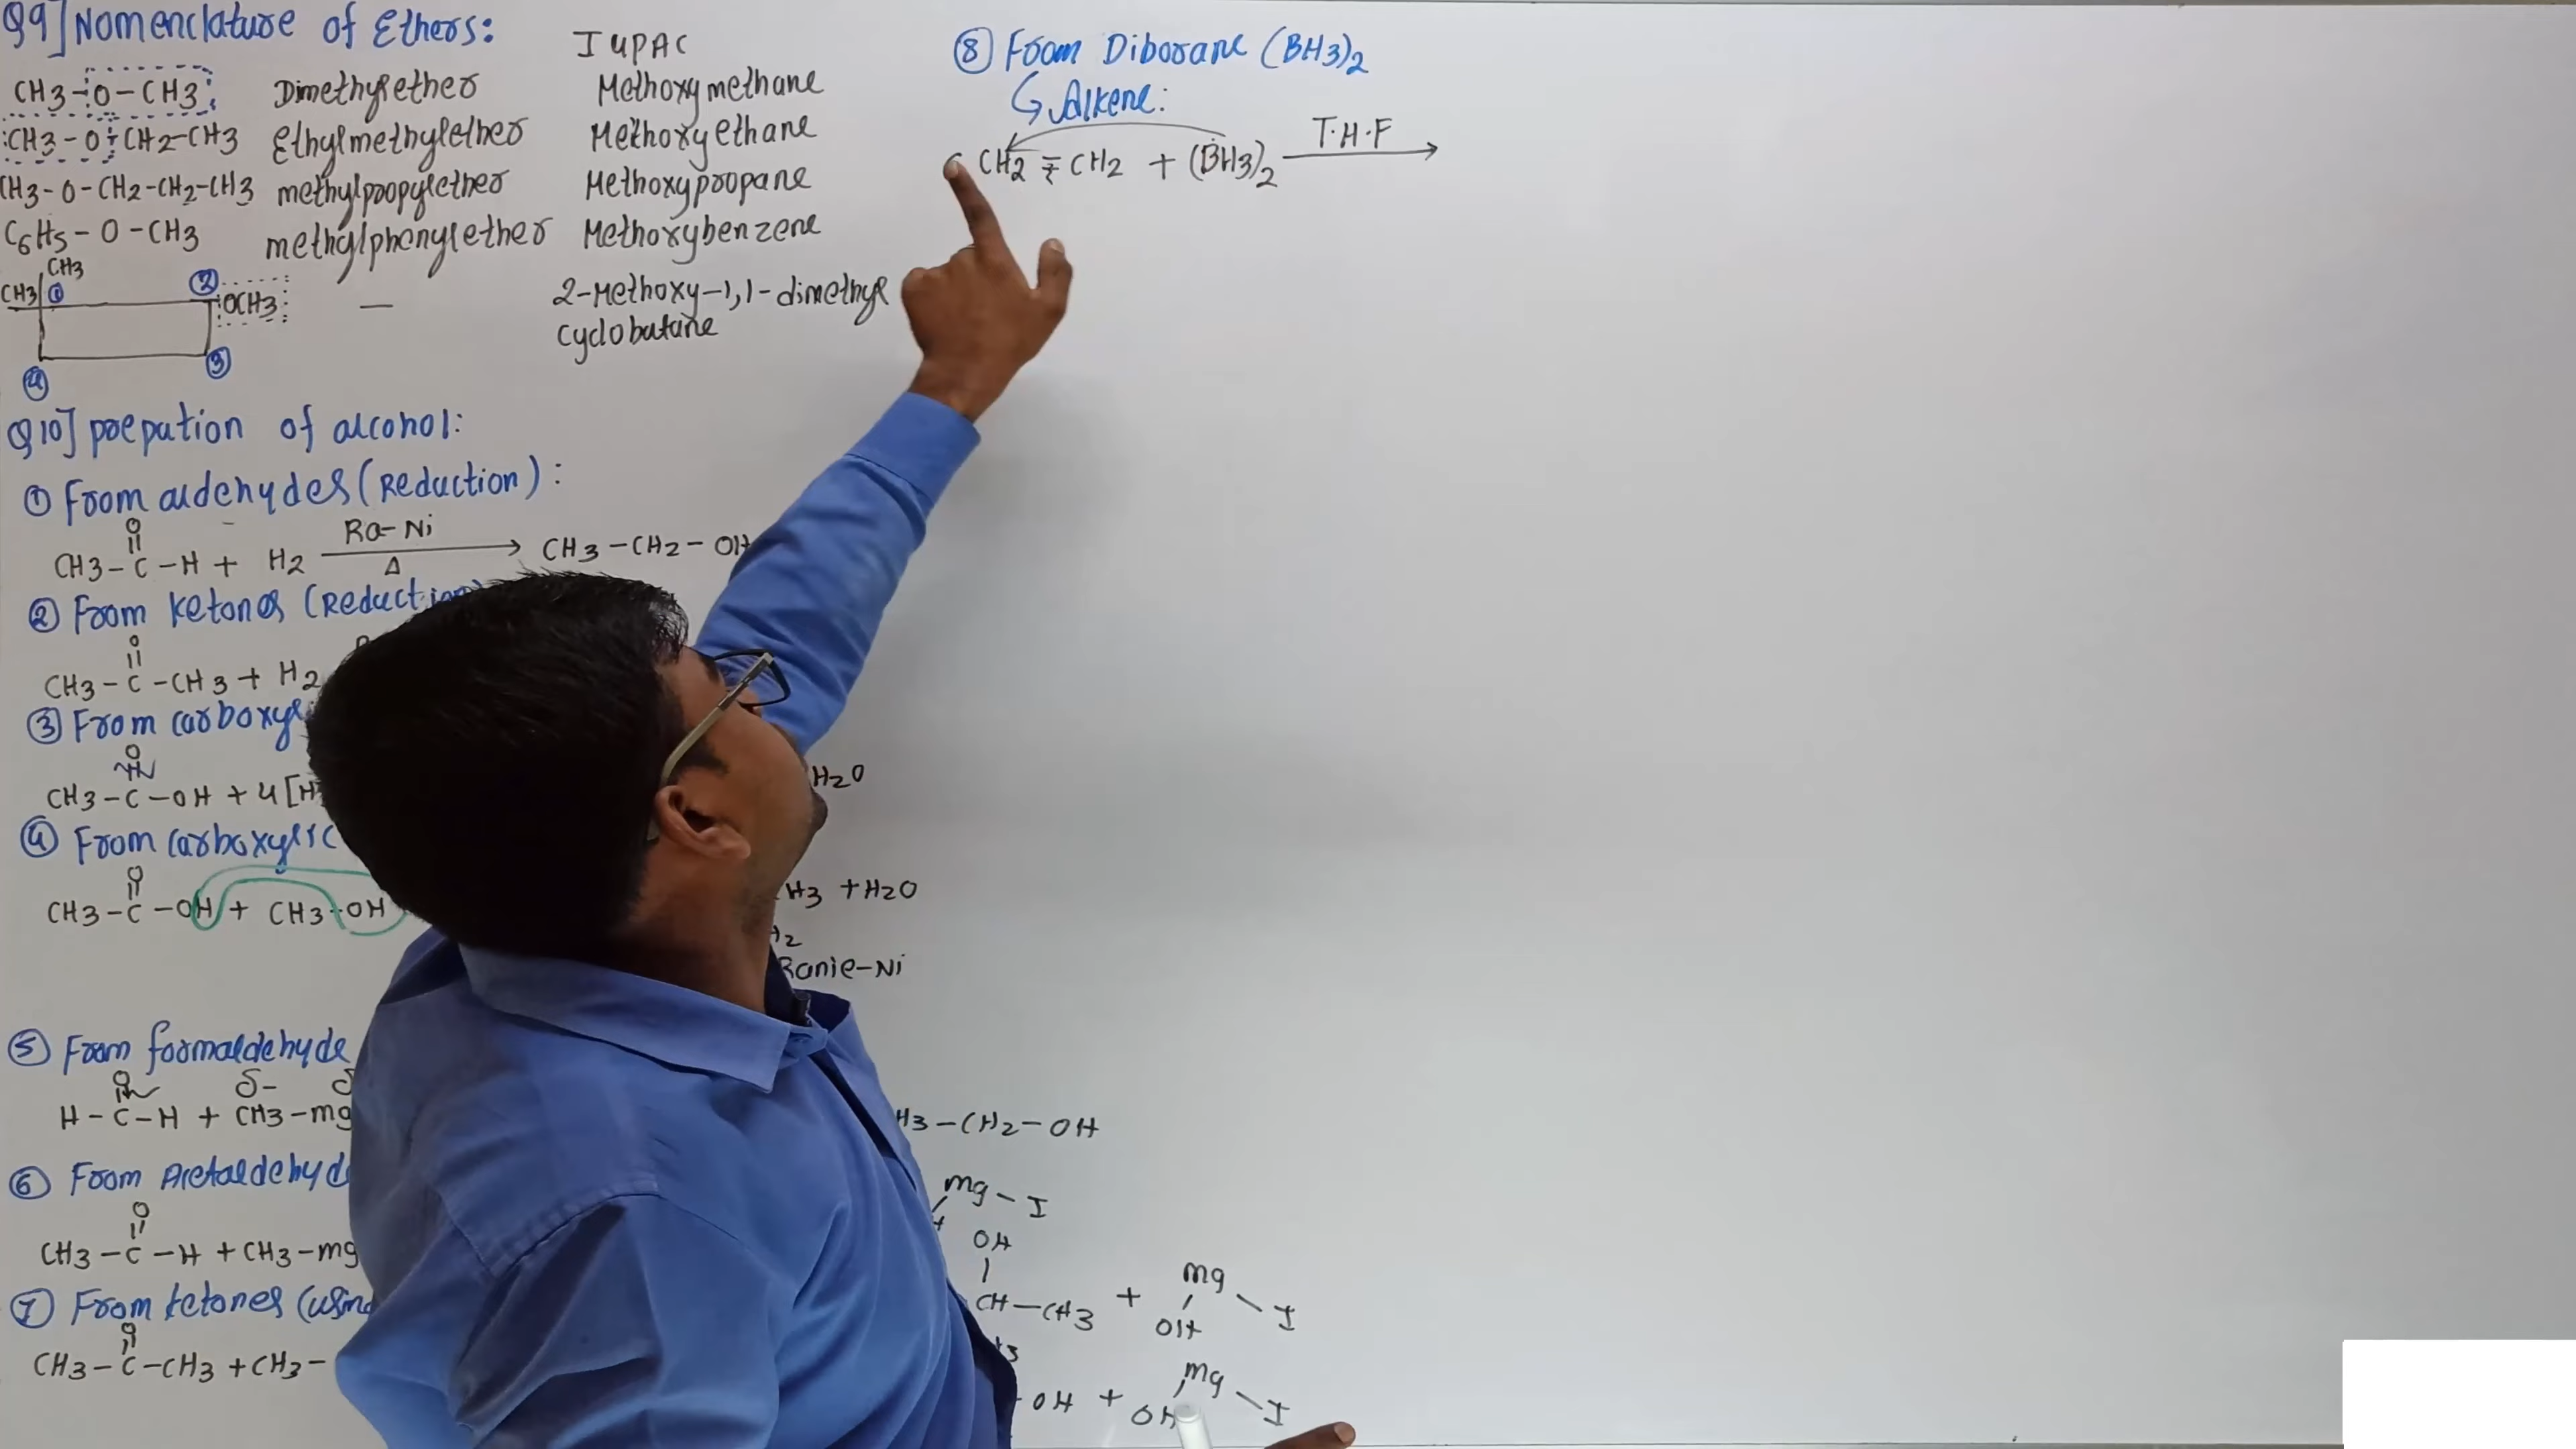 Q9] Nomenclature of Ethers:
IUPAC
CH3-O-CH3 Dimethylether Methoxymethane
CH3-O-CH2-CH3 Ethylmethylether Methoxyethane
CH3-O-CH2-CH2-CH3 methylpropylether Methoxypropane
C6H5-O-CH3 methylphenylether Methoxybenzene
CH3
CH3 ① ② OCH3 — 2-Methoxy-1,1-dimethyl
cyclobutane
④ ③
Q10] prepation of alcohol:
① From aldehydes (Reduction):
O
CH3-C-H + H2 Ra-Ni Δ → CH3-CH2-OH
② From ketones (Reduction)
O
CH3-C-CH3 + H2
③ From carboxyli
O
CH3-C-OH + 4[H H2O
④ From carboxylic
O
CH3-C-OH + CH3-OH H3 + H2O
H2
Ranie-Ni
⑤ From formaldehyde
O δ- δ
H-C-H + CH3-mg H3-CH2-OH
⑥ From Acetaldehyd
mg-I
O OH
CH3-C-H + CH3-mg CH-CH3 + mg
OH I
⑦ From ketones (using
O
CH3-C-CH3 + CH3- OH + mg
OH I
⑧ From Diborane (BH3)2
↳ Alkene:
CH2=CH2 + (BH3)2 T.H.F →